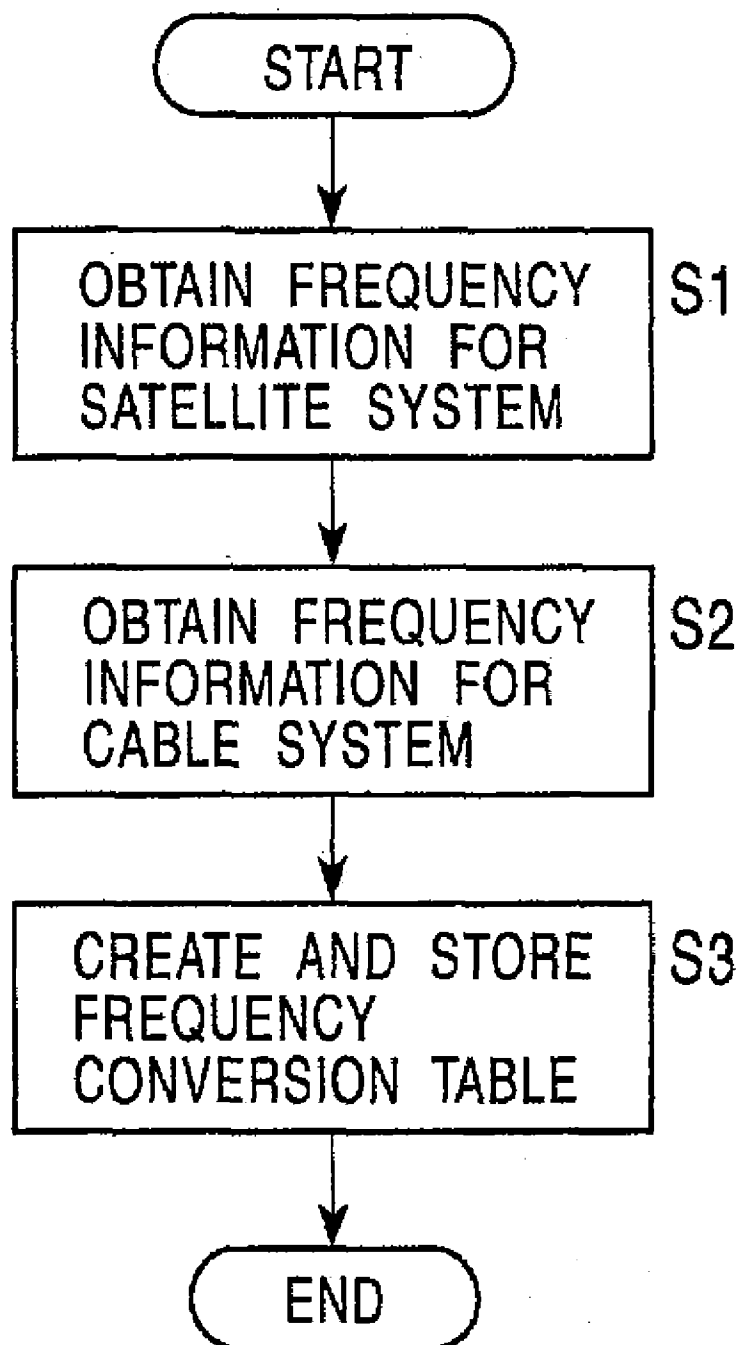 START
OBTAIN FREQUENCY
INFORMATION FOR
SATELLITE SYSTEM
S1
OBTAIN FREQUENCY
INFORMATION FOR
CABLE SYSTEM
S2
CREATE AND STORE
FREQUENCY
CONVERSION TABLE
S3
END